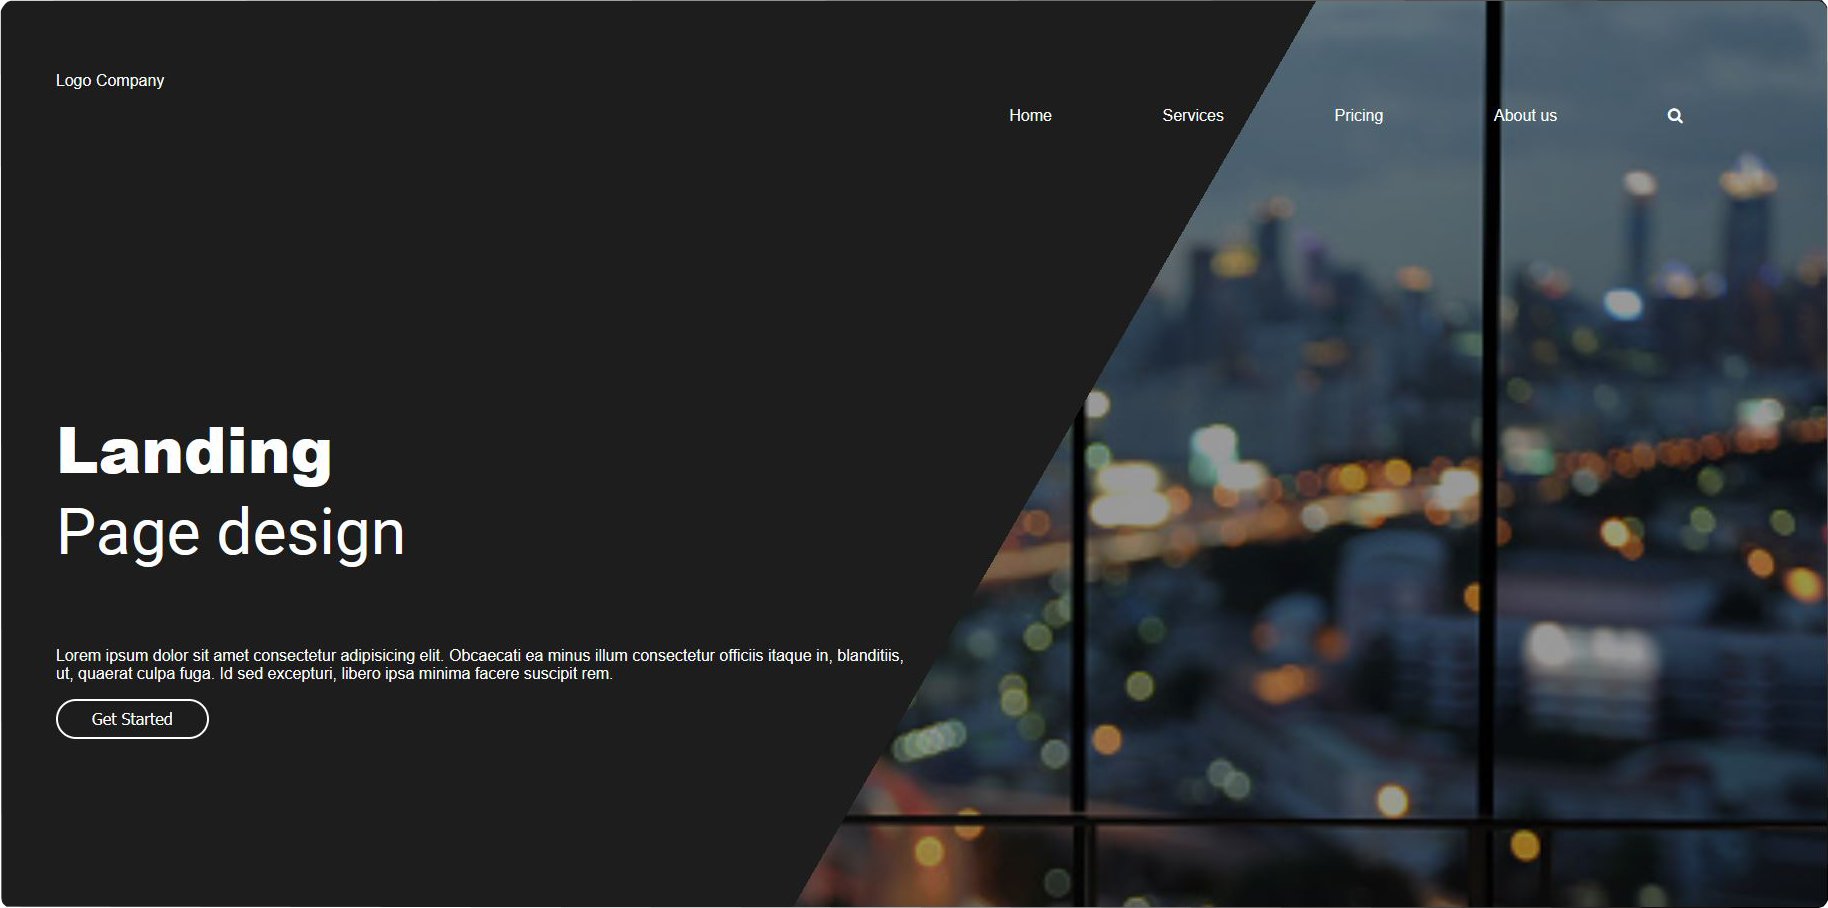 Logo Company
Home Services Pricing About us
Landing
Page design
Lorem ipsum dolor sit amet consectetur adipisicing elit. Obcaecati ea minus illum consectetur officiis itaque in, blanditiis,
ut, quaerat culpa fuga. Id sed excepturi, libero ipsa minima facere suscipit rem.
Get Started